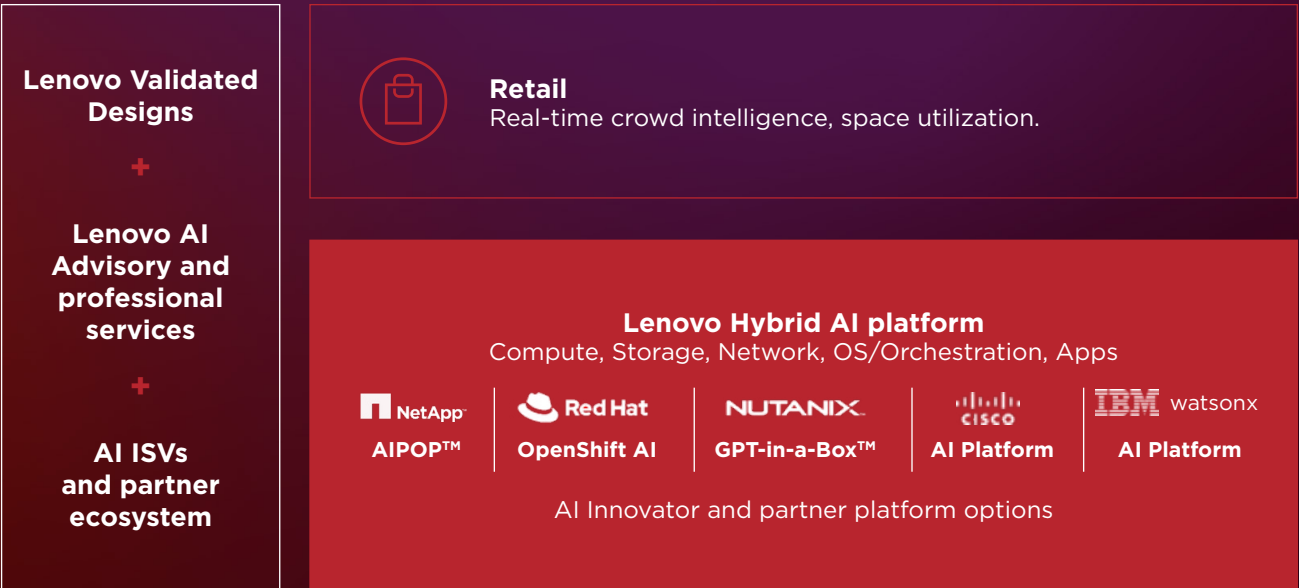 Lenovo Validated
Designs
+
Lenovo AI
Advisory and
professional
services
+
AI ISVs
and partner
ecosystem
Retail
Real-time crowd intelligence, space utilization.
Lenovo Hybrid AI platform
Compute, Storage, Network, OS/Orchestration, Apps
NetApp
AIPOP™
Red Hat
OpenShift AI
NUTANIX
GPT-in-a-Box™
CISCO
AI Platform
IBM watsonx
AI Platform
AI Innovator and partner platform options